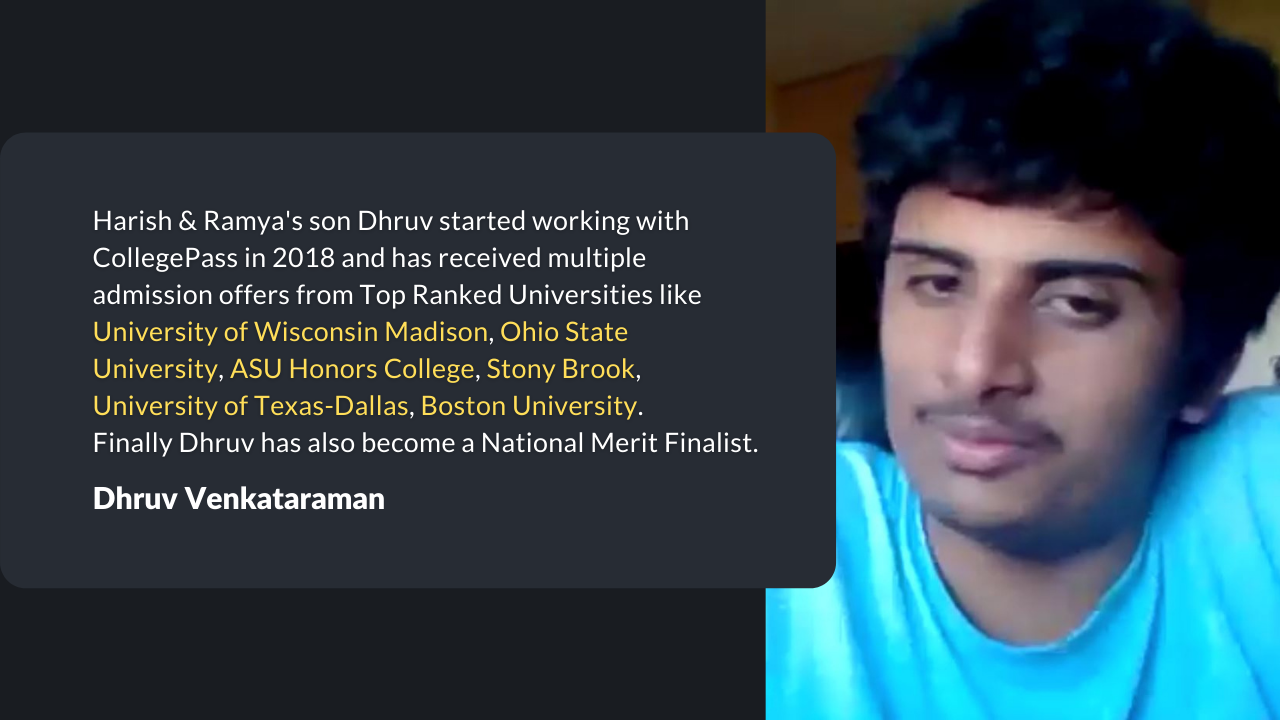 Harish & Ramya's son Dhruv started working with
CollegePass in 2018 and has received multiple
admission offers from Top Ranked Universities like
University of Wisconsin Madison, Ohio State
University, ASU Honors College, Stony Brook,
University of Texas-Dallas, Boston University.
Finally Dhruv has also become a National Merit Finalist.
Dhruv Venkataraman